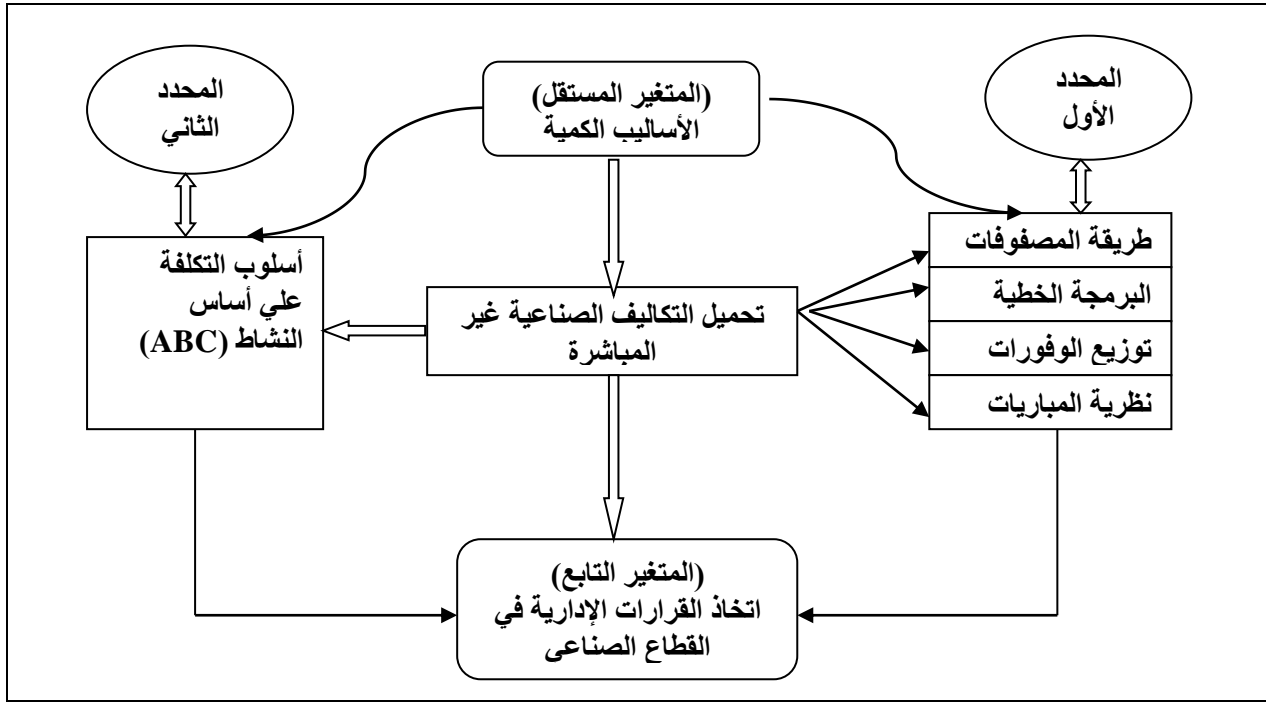 المحدد
الأول
(المتغير المستقل)
الأساليب الكمية
المحدد
الثاني
طريقة المصفوفات
البرمجة الخطية
توزيع الوفورات
نظرية المباريات
تحميل التكاليف الصناعية غير
المباشرة
أسلوب التكلفة
علي أساس
النشاط (ABC)
(المتغير التابع)
اتخاذ القرارات الإدارية في
القطاع الصناعي